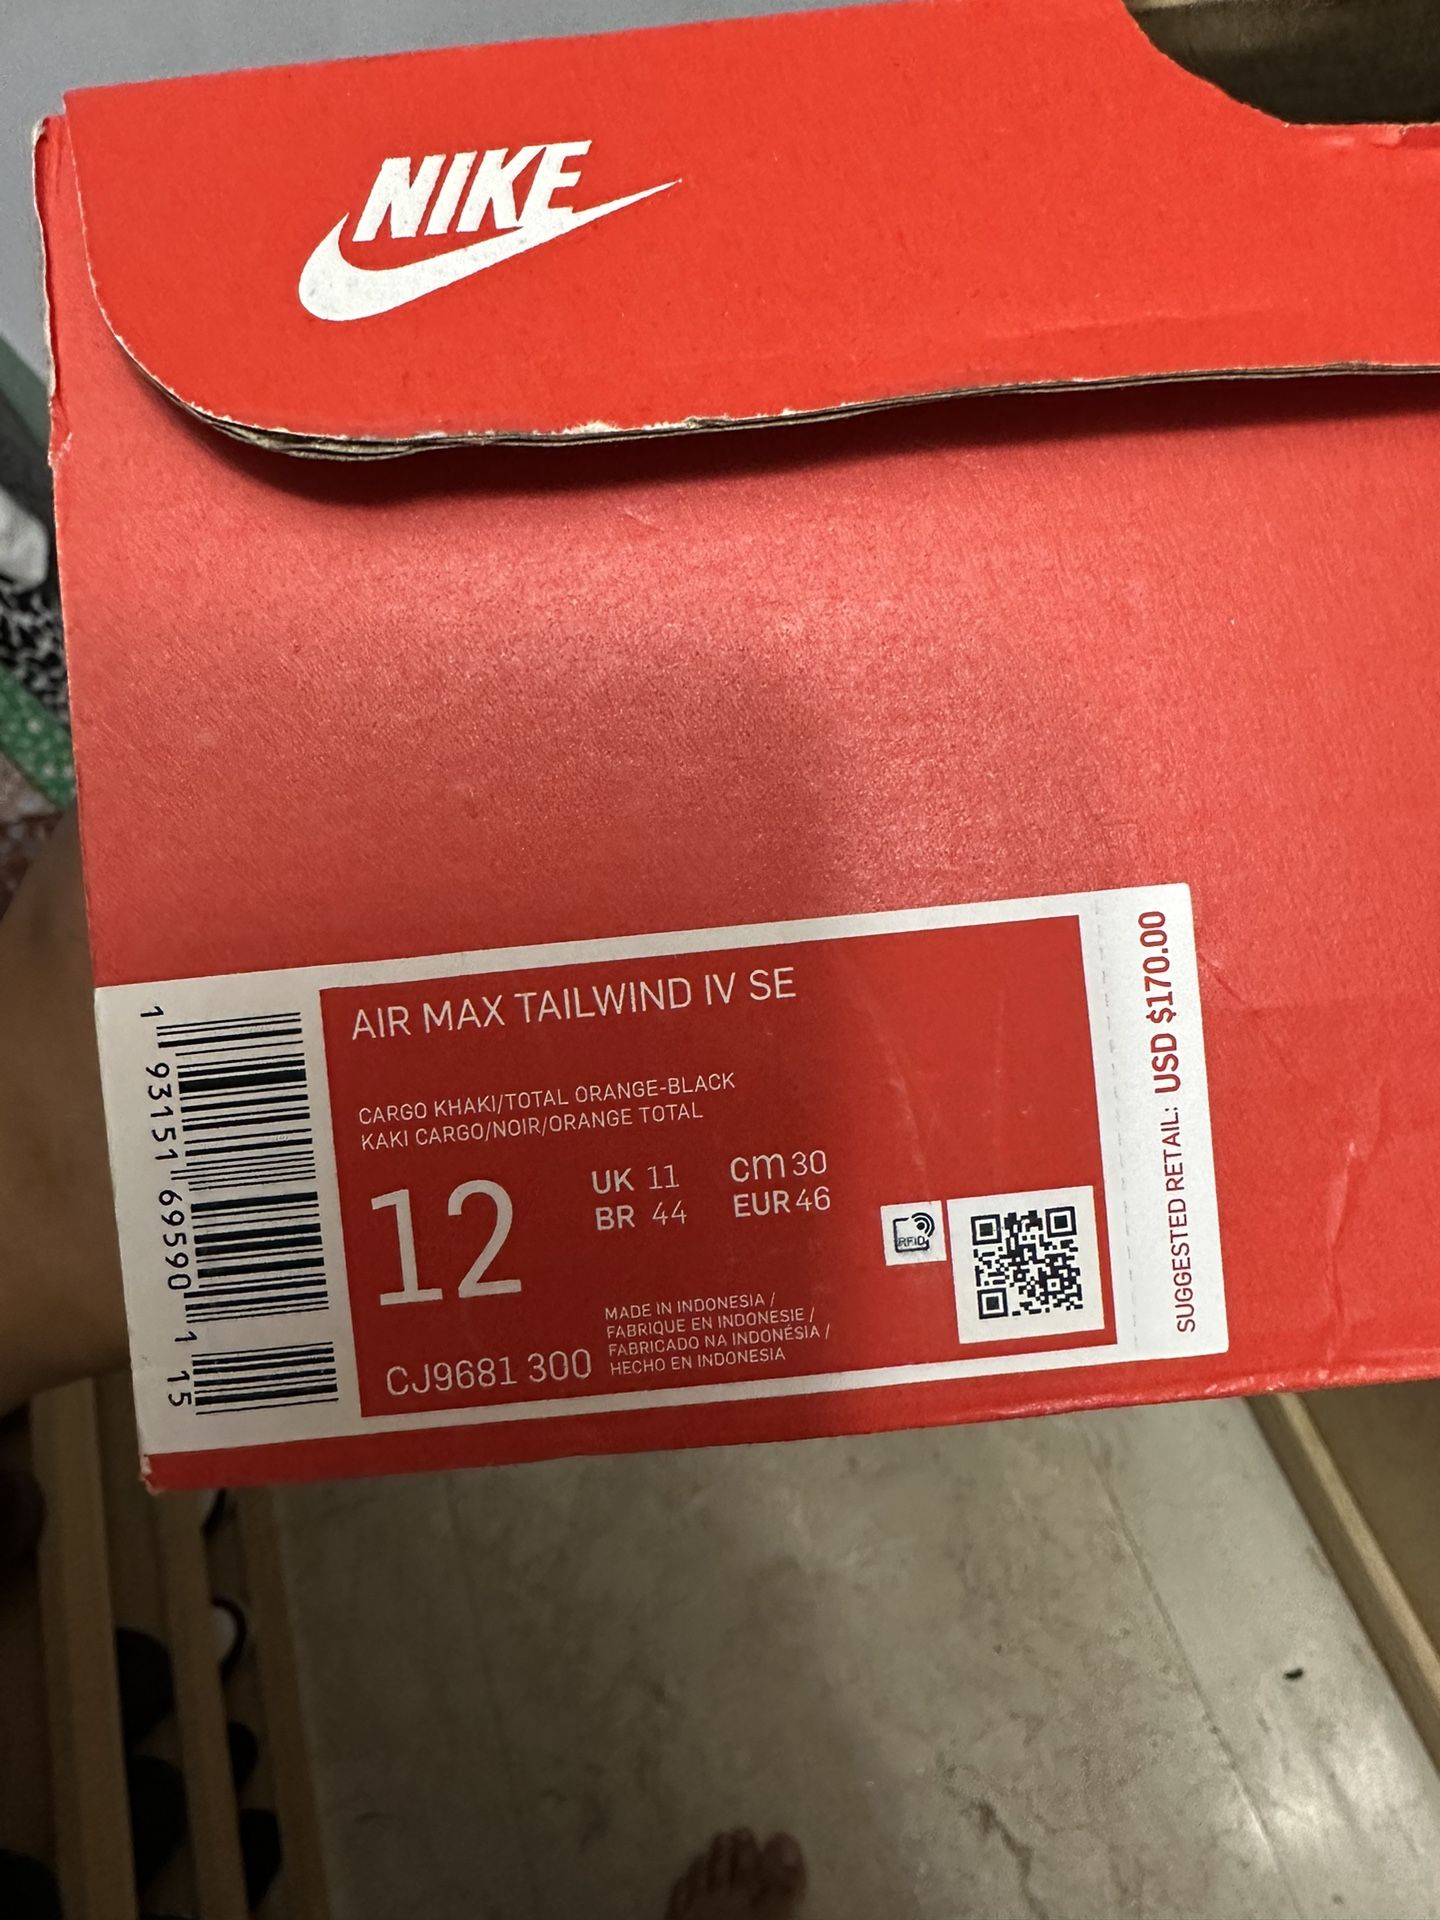 NIKE
AIR MAX TAILWIND IV SE
CARGO KHAKI/TOTAL ORANGE-BLACK
KAKI CARGO/NOIR/ORANGE TOTAL
12
UK 11 cm 30
BR 44 EUR 46
MADE IN INDONESIA /
FABRIQUE EN INDONESIE /
FABRICADO NA INDONÉSIA /
HECHO EN INDONESIA
CJ9681 300
RFID
1 93151 69590 1 15
SUGGESTED RETAIL: USD $170.00